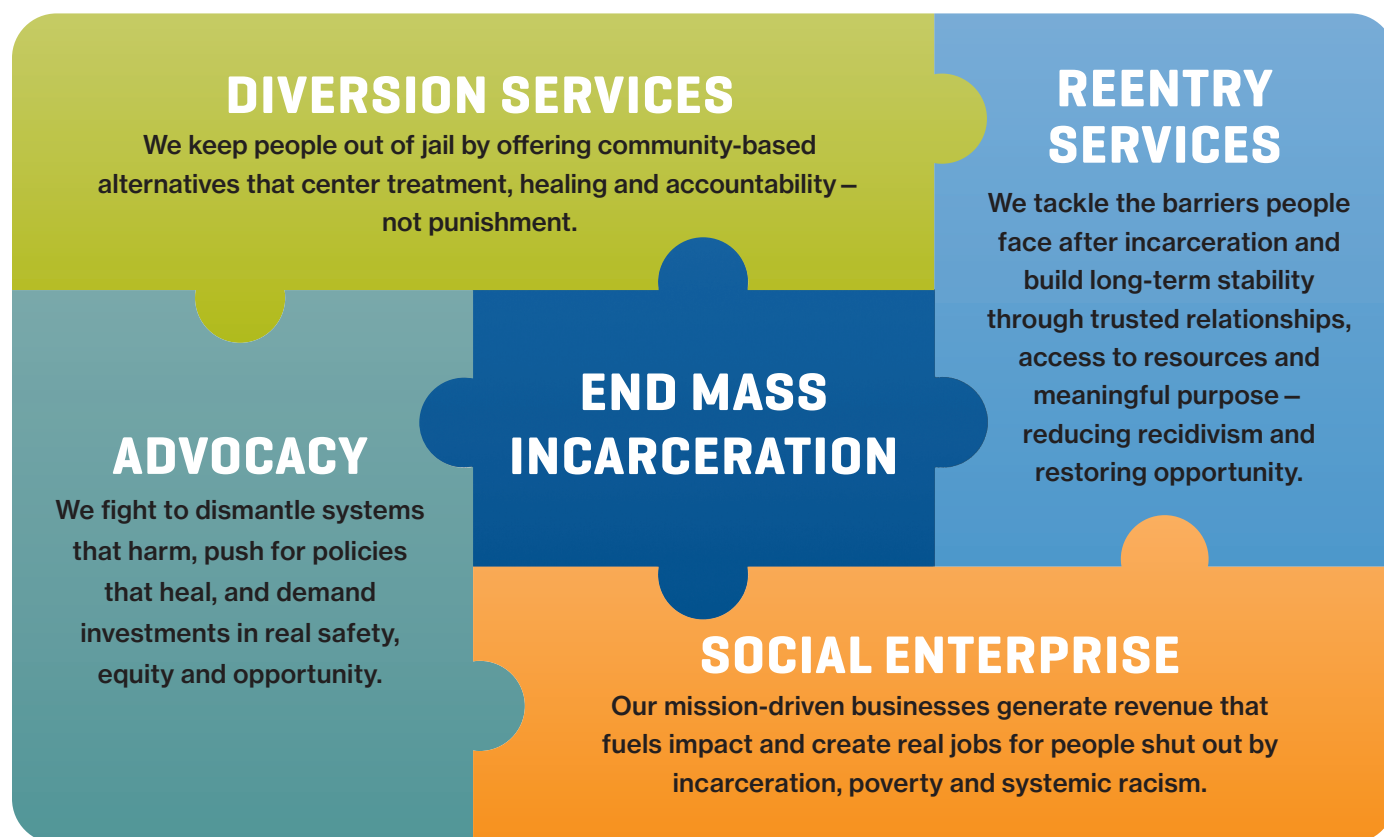 DIVERSION SERVICES
We keep people out of jail by offering community-based
alternatives that center treatment, healing and accountability –
not punishment.
REENTRY
SERVICES
We tackle the barriers people
face after incarceration and
build long-term stability
through trusted relationships,
access to resources and
meaningful purpose –
reducing recidivism and
restoring opportunity.
END MASS
INCARCERATION
ADVOCACY
We fight to dismantle systems
that harm, push for policies
that heal, and demand
investments in real safety,
equity and opportunity.
SOCIAL ENTERPRISE
Our mission-driven businesses generate revenue that
fuels impact and create real jobs for people shut out by
incarceration, poverty and systemic racism.